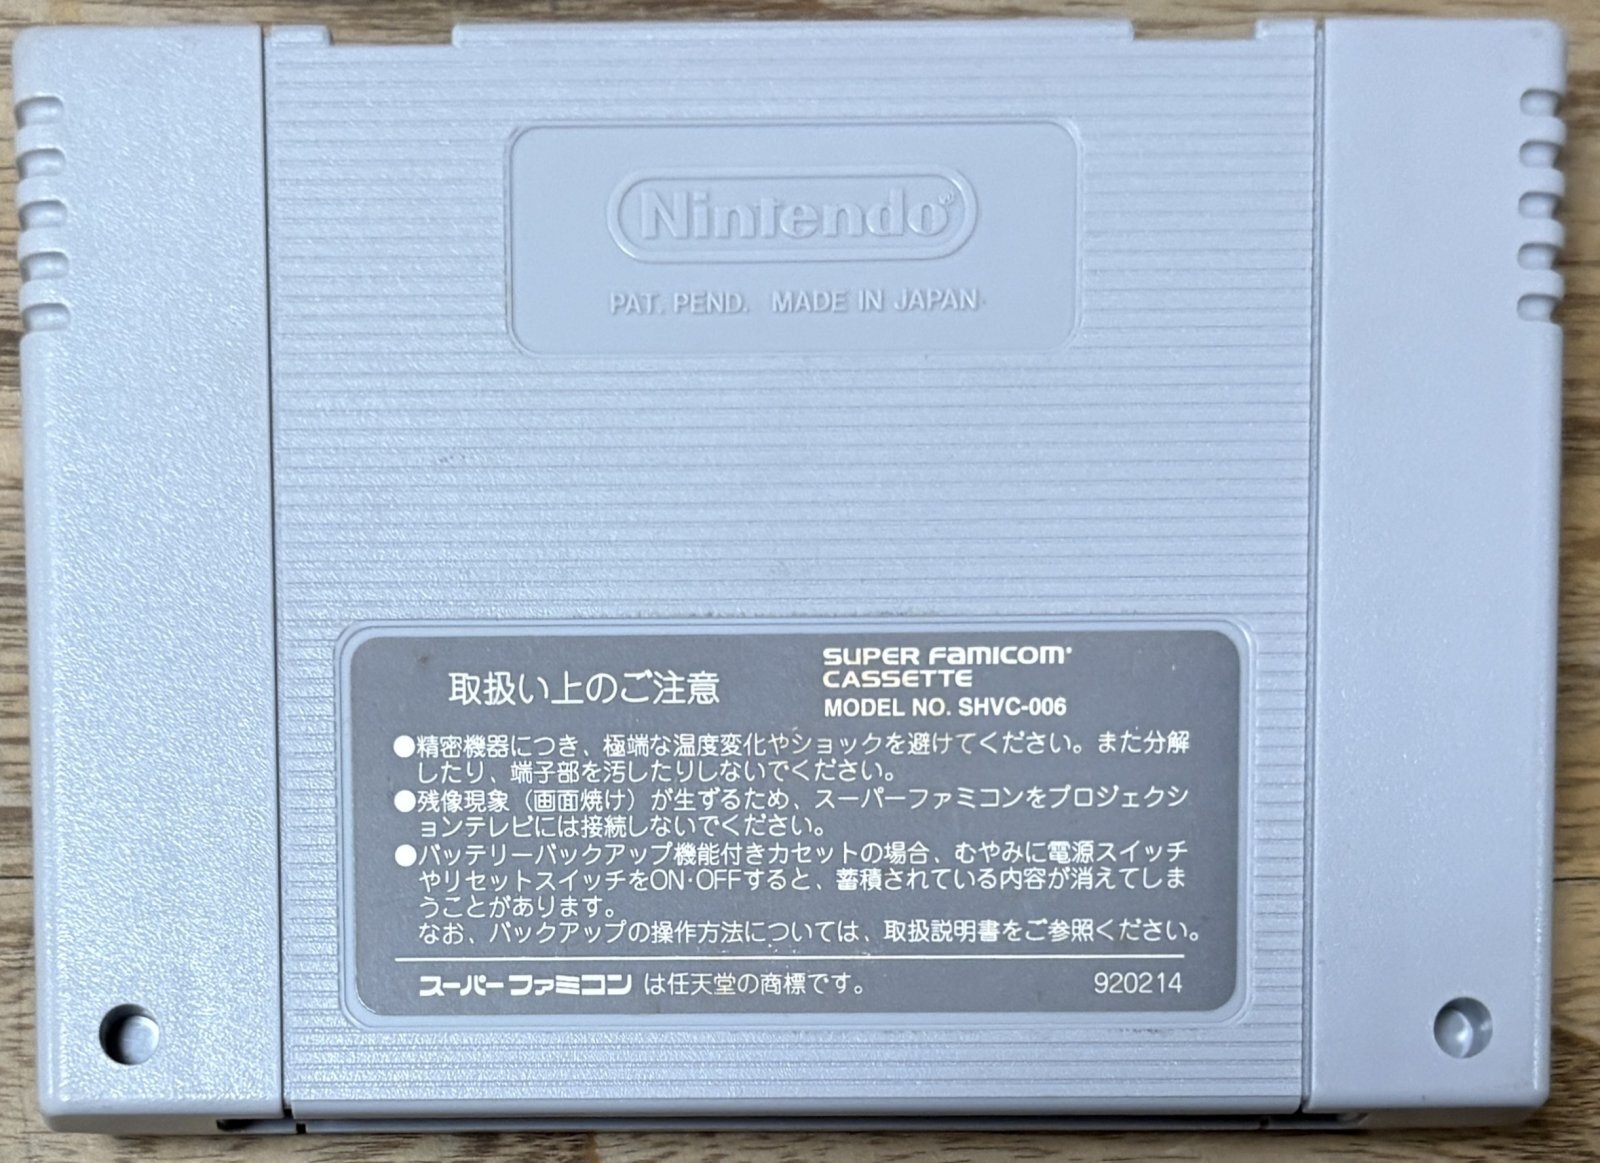 Nintendo®
PAT. PEND. MADE IN JAPAN
取扱い上のご注意
SUPER FAMICOM
CASSETTE
MODEL NO. SHVC-006
●精密機器につき、極端な温度変化やショックを避けてください。また分解
したり、端子部を汚したりしないでください。
●残像現象（画面焼け）が生ずるため、スーパーファミコンをプロジェクシ
ョンテレビには接続しないでください。
●バッテリーバックアップ機能付きカセットの場合、むやみに電源スイッチ
やリセットスイッチをON·OFFすると、蓄積されている内容が消えてしま
うことがあります。
なお、バックアップの操作方法については、取扱説明書をご参照ください。
スーパーファミコン は任天堂の商標です。
920214